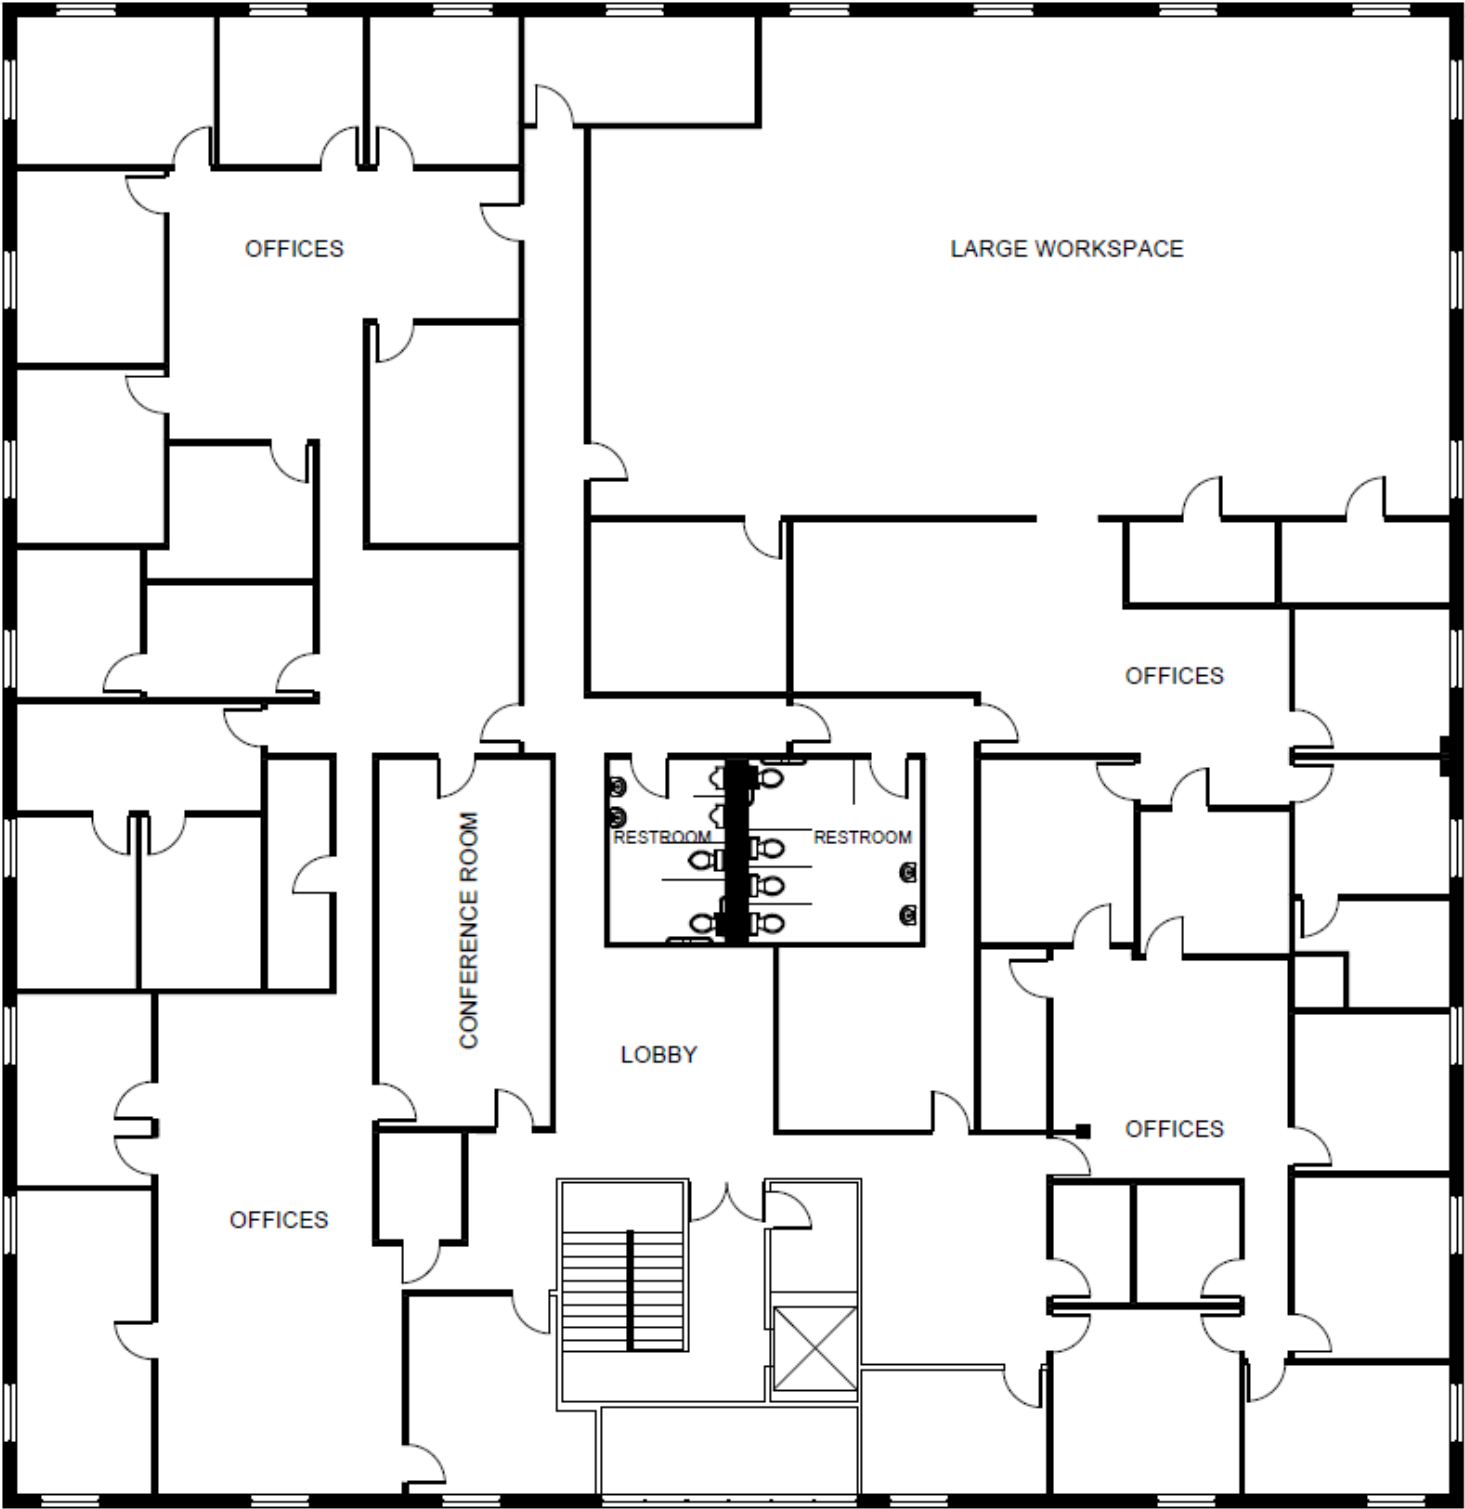 OFFICES
LARGE WORKSPACE
OFFICES
RESTROOM
RESTROOM
CONFERENCE ROOM
LOBBY
OFFICES
OFFICES